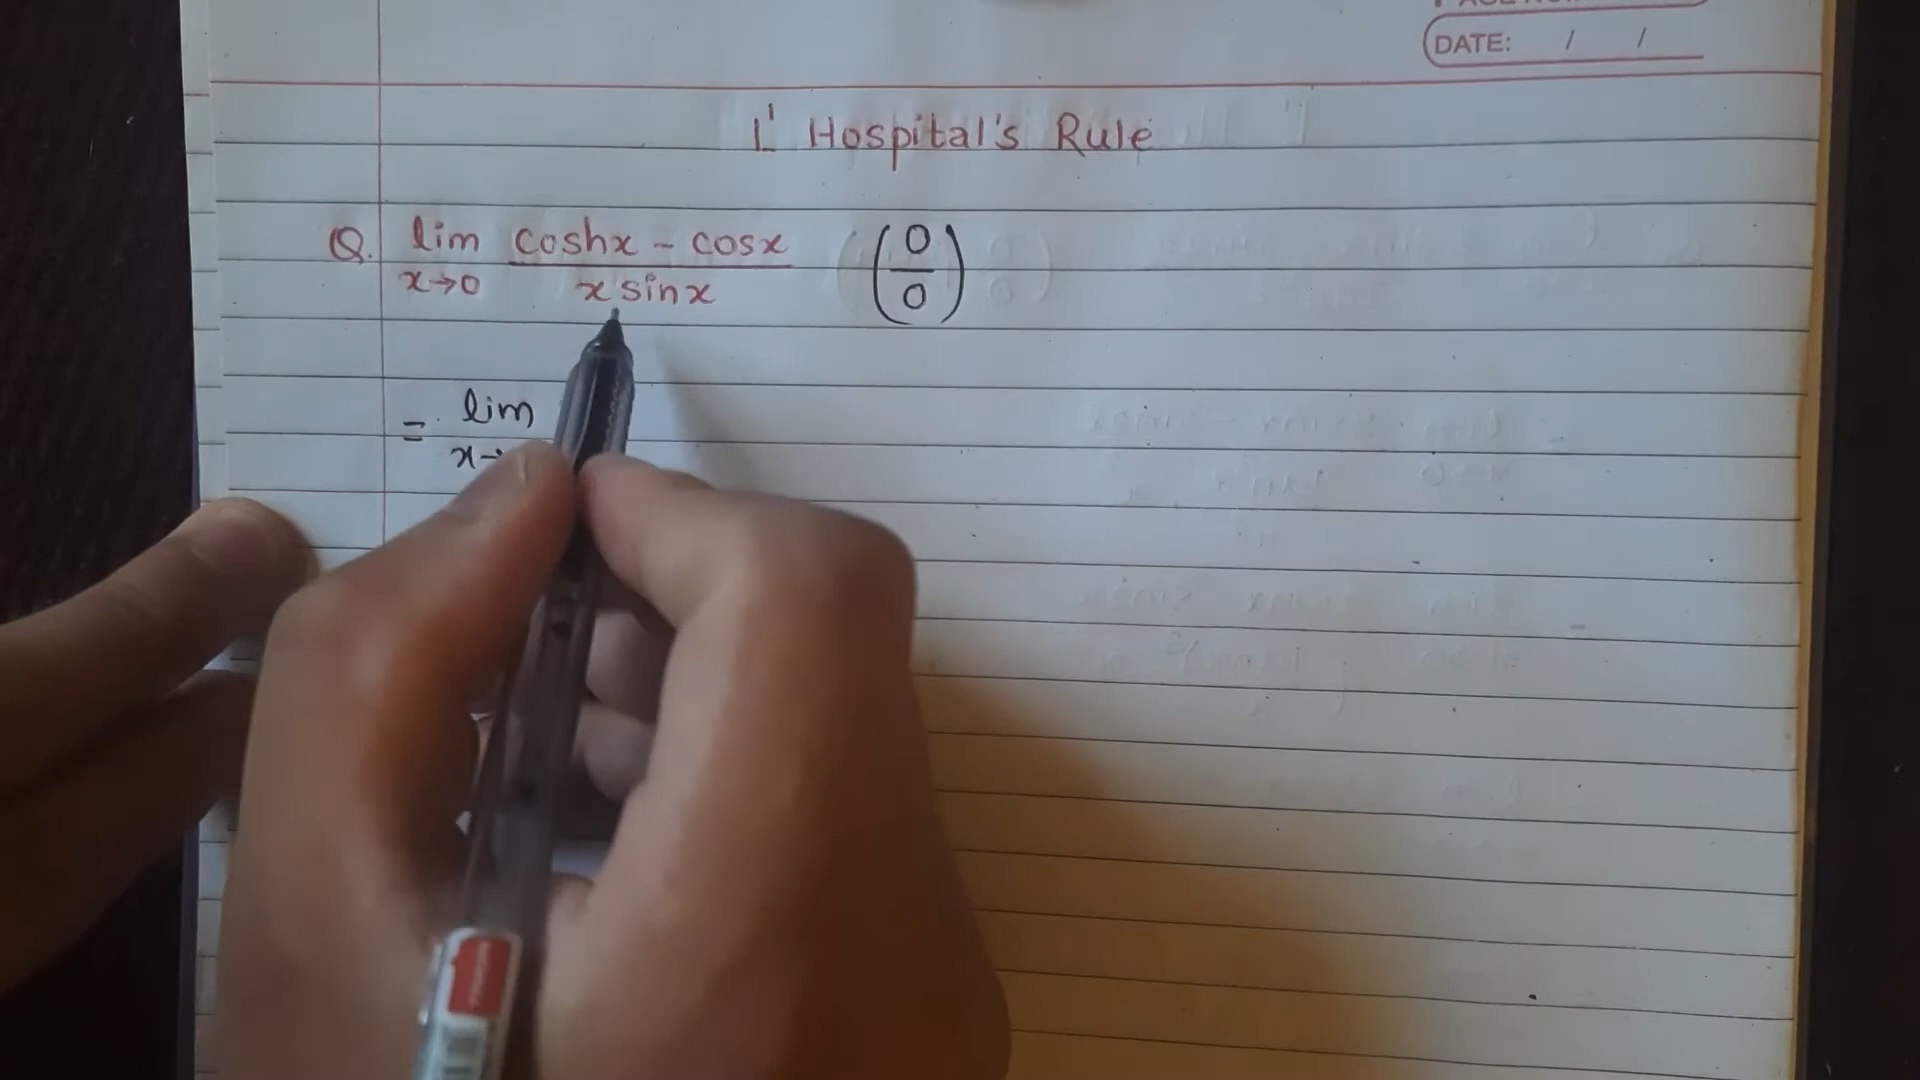 DATE: / /
L' Hospital's Rule
Q. lim coshx - cosx (0/0)
x→0 x sinx
= lim
x→